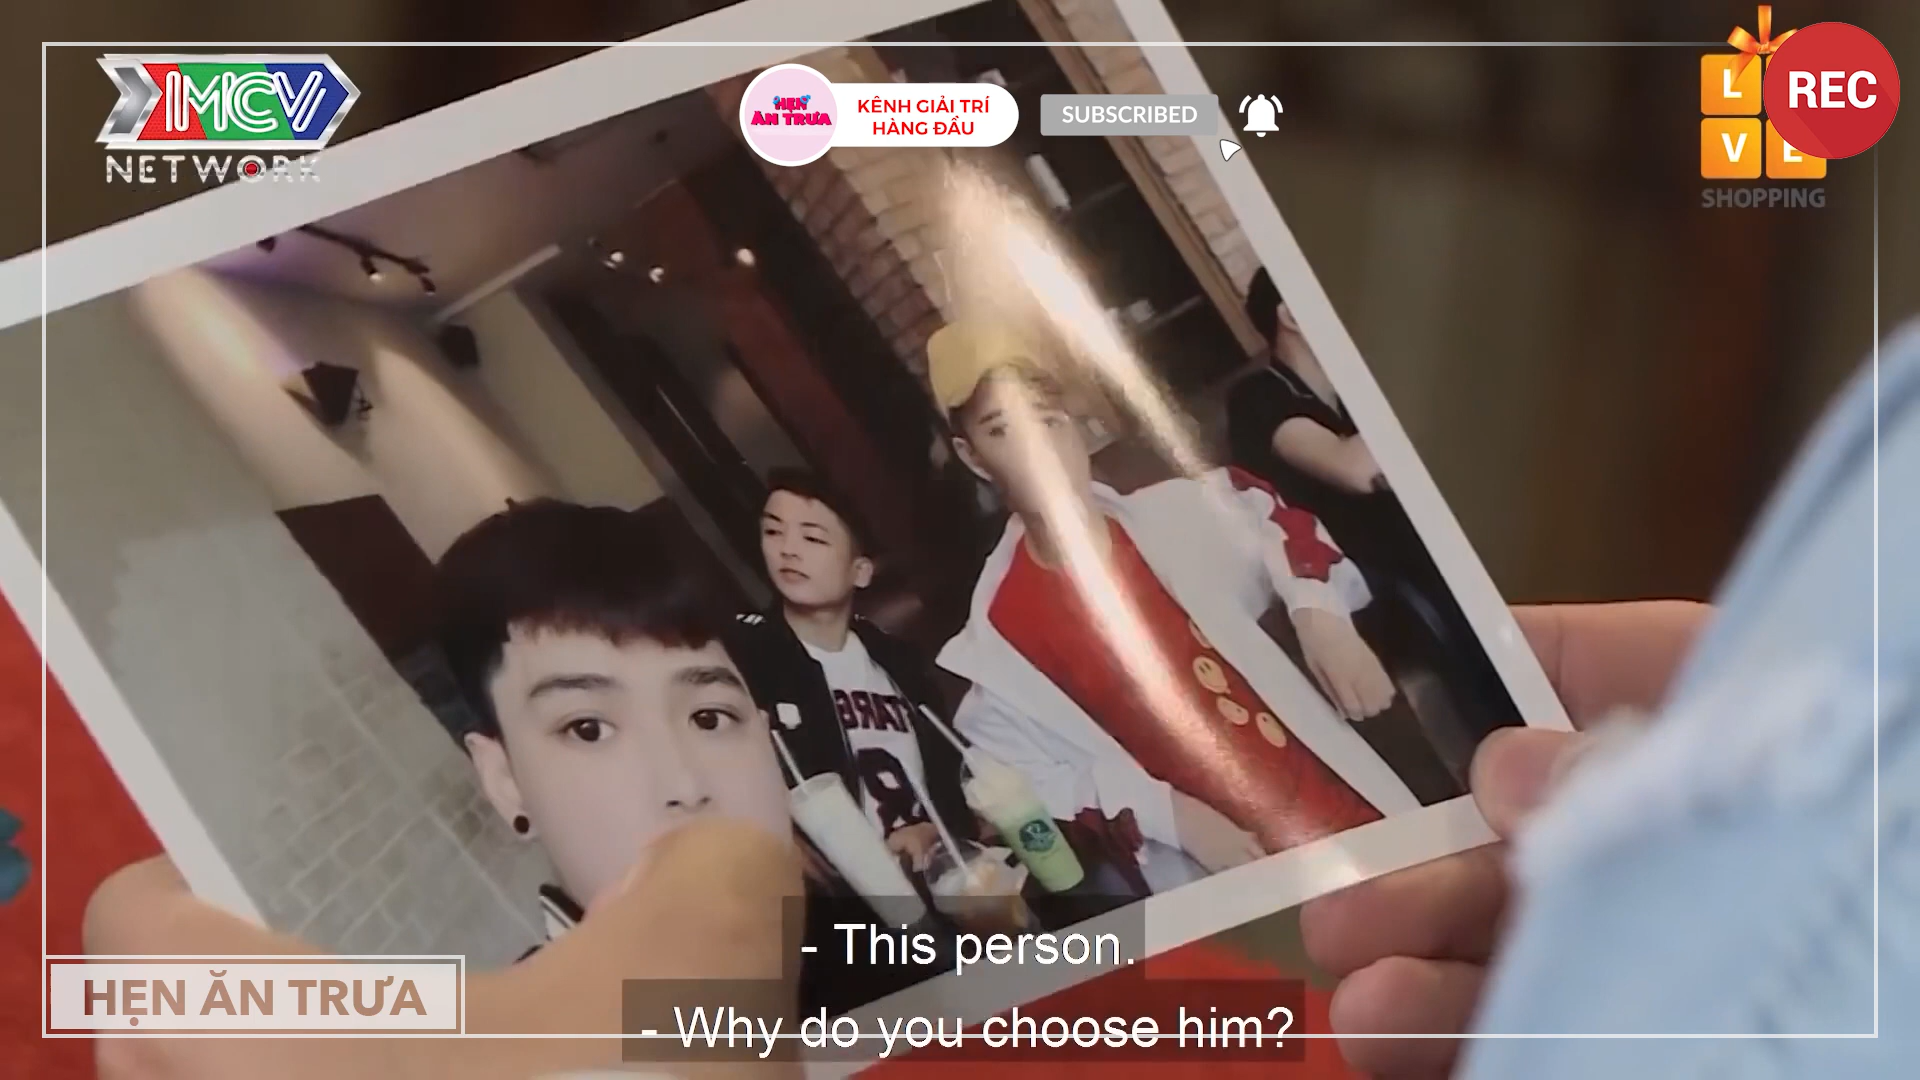 MCV
NETWORK
HẸN
ĂN TRƯA
KÊNH GIẢI TRÍ
HÀNG ĐẦU
SUBSCRIBED
L
REC
V E
SHOPPING
- This person.
- Why do you choose him?
HẸN ĂN TRƯA